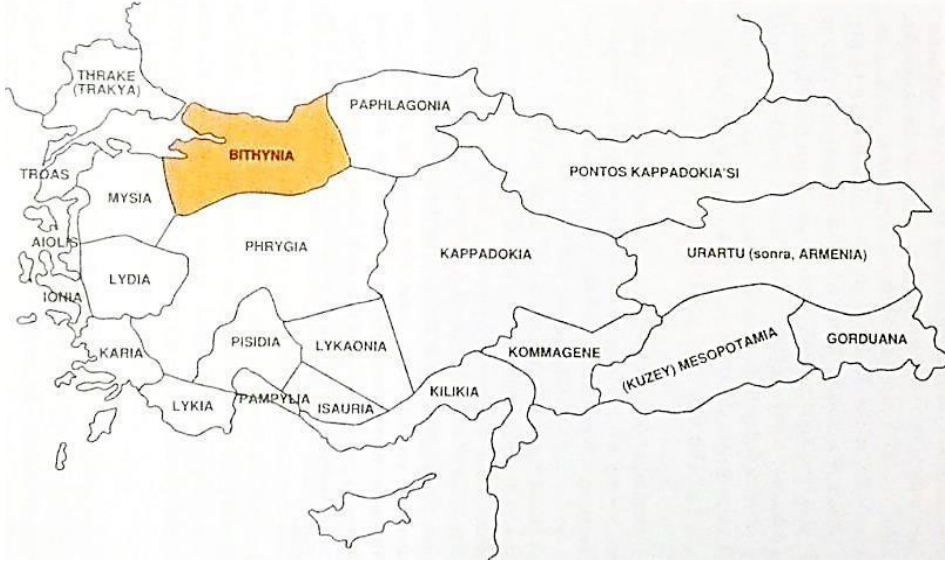 THRAKE
(TRAKYA)
PAPHLAGONIA
BITHYNIA
PONTOS KAPPADOKIA'SI
TROAS
MYSIA
AIOLIS
PHRYGIA
KAPPADOKIA
URARTU (sonra, ARMENIA)
LYDIA
IONIA
KARIA
PISIDIA
LYKAONIA
KOMMAGENE
(KUZEY) MESOPOTAMIA
GORDUANA
LYKIA
PAMPYLIA
ISAURIA
KILIKIA